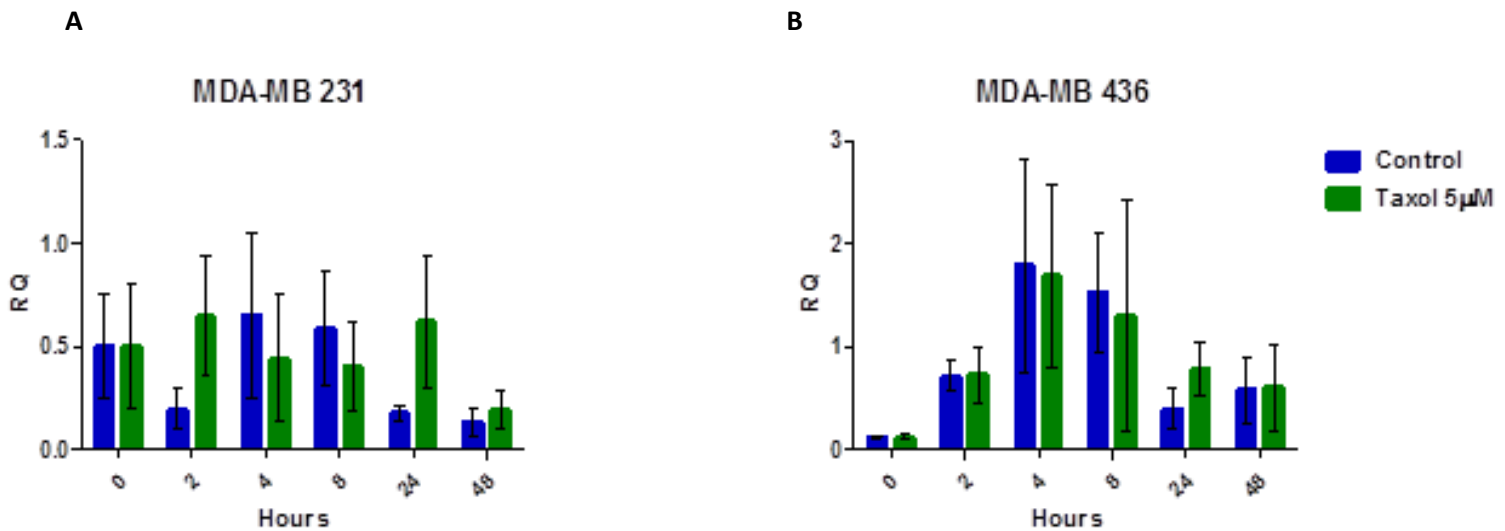 A
B
MDA-MB 231
MDA-MB 436
1.5
1.0
0.5
0.0
RQ
0 2 4 8 24 48
Hours
3
2
1
0
RQ
0 2 4 8 24 48
Hours
Control
Taxol 5µM